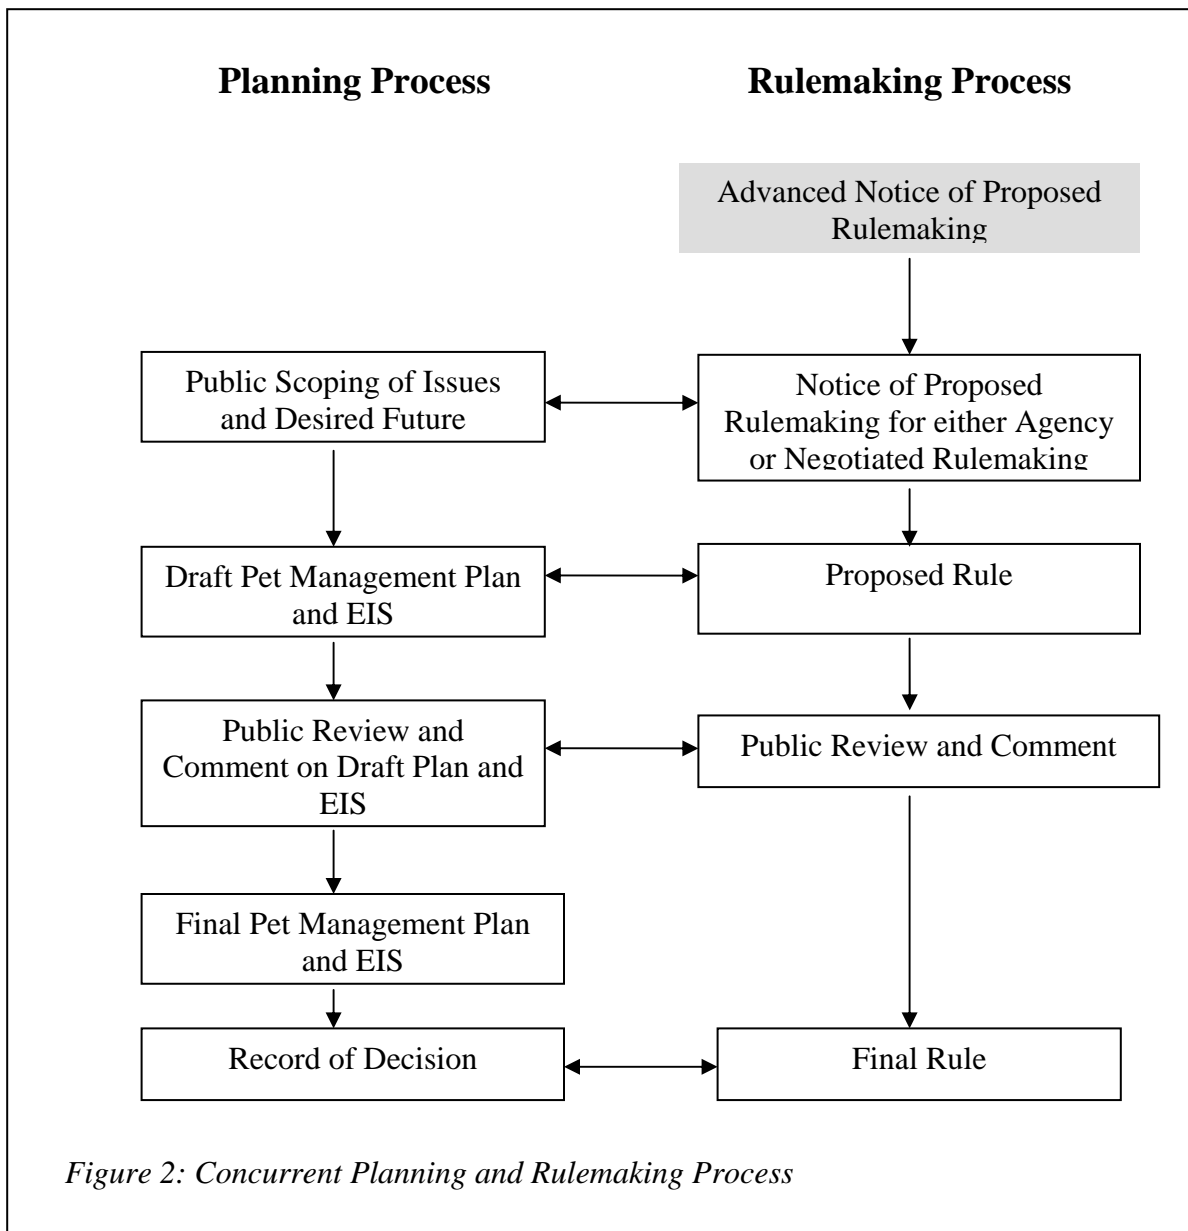 Planning Process
Rulemaking Process
Advanced Notice of Proposed
Rulemaking
Public Scoping of Issues
and Desired Future
Notice of Proposed
Rulemaking for either Agency
or Negotiated Rulemaking
Draft Pet Management Plan
and EIS
Proposed Rule
Public Review and
Comment on Draft Plan and
EIS
Public Review and Comment
Final Pet Management Plan
and EIS
Record of Decision
Final Rule
Figure 2: Concurrent Planning and Rulemaking Process